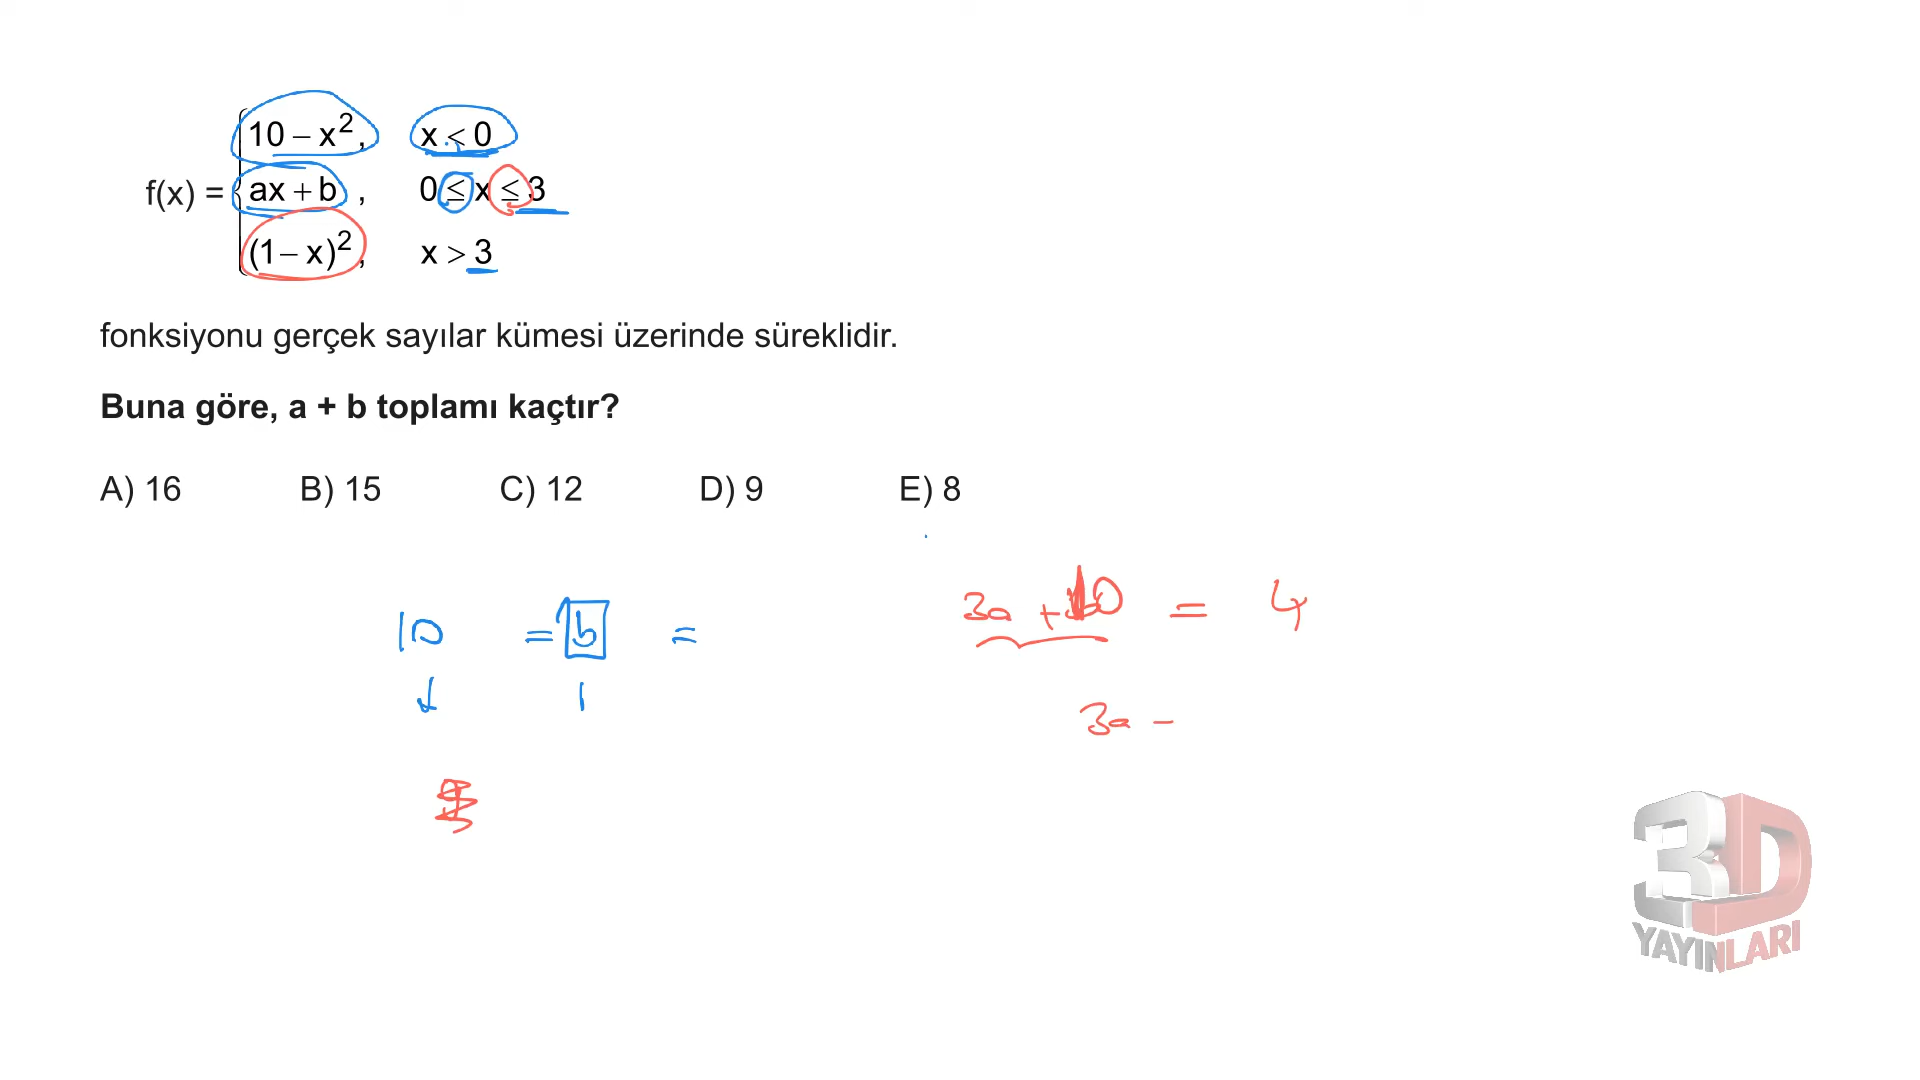 10 – x², x < 0
f(x) = ax + b , 0 ≤ x ≤ 3
(1 – x)², x > 3
fonksiyonu gerçek sayılar kümesi üzerinde süreklidir.
Buna göre, a + b toplamı kaçtır?
A) 16 B) 15 C) 12 D) 9 E) 8
10 = b =
3a + 10 = 4
3a –
3D
YAYINLARI